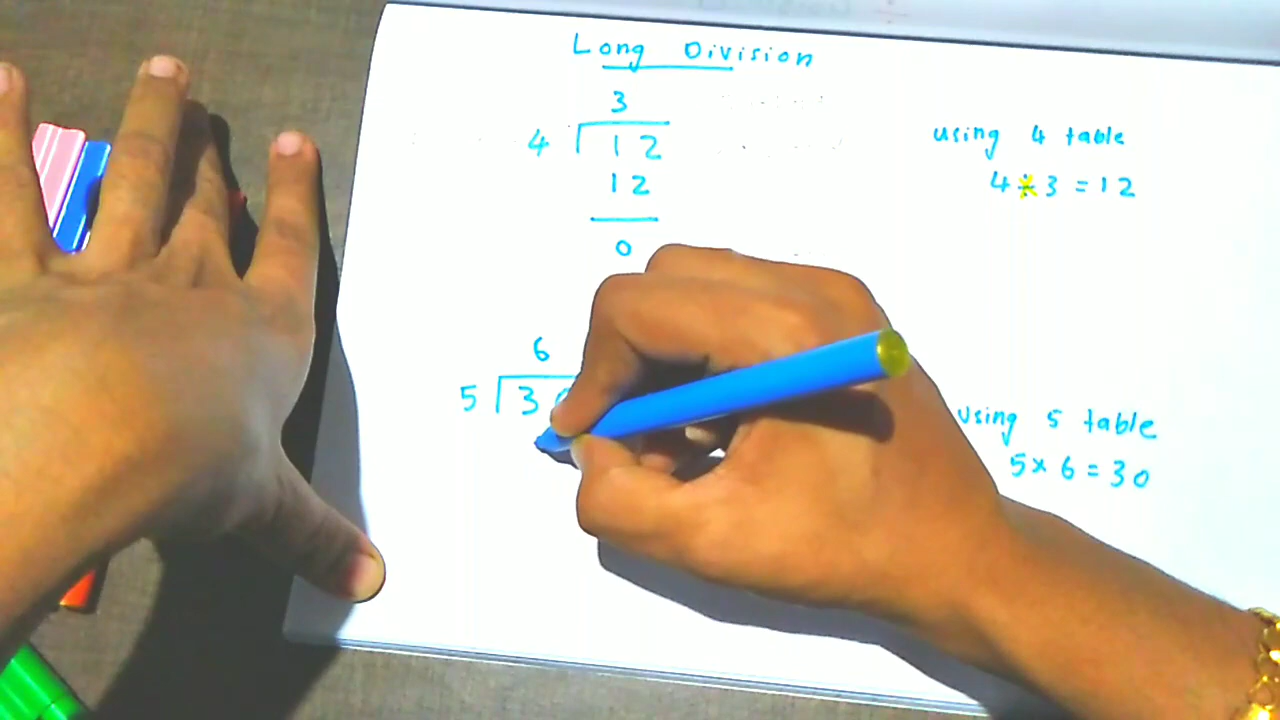 Long Division
3
4 12
12
0
using 4 table
4 ÷ 3 = 12
6
5 3
using 5 table
5 × 6 = 30